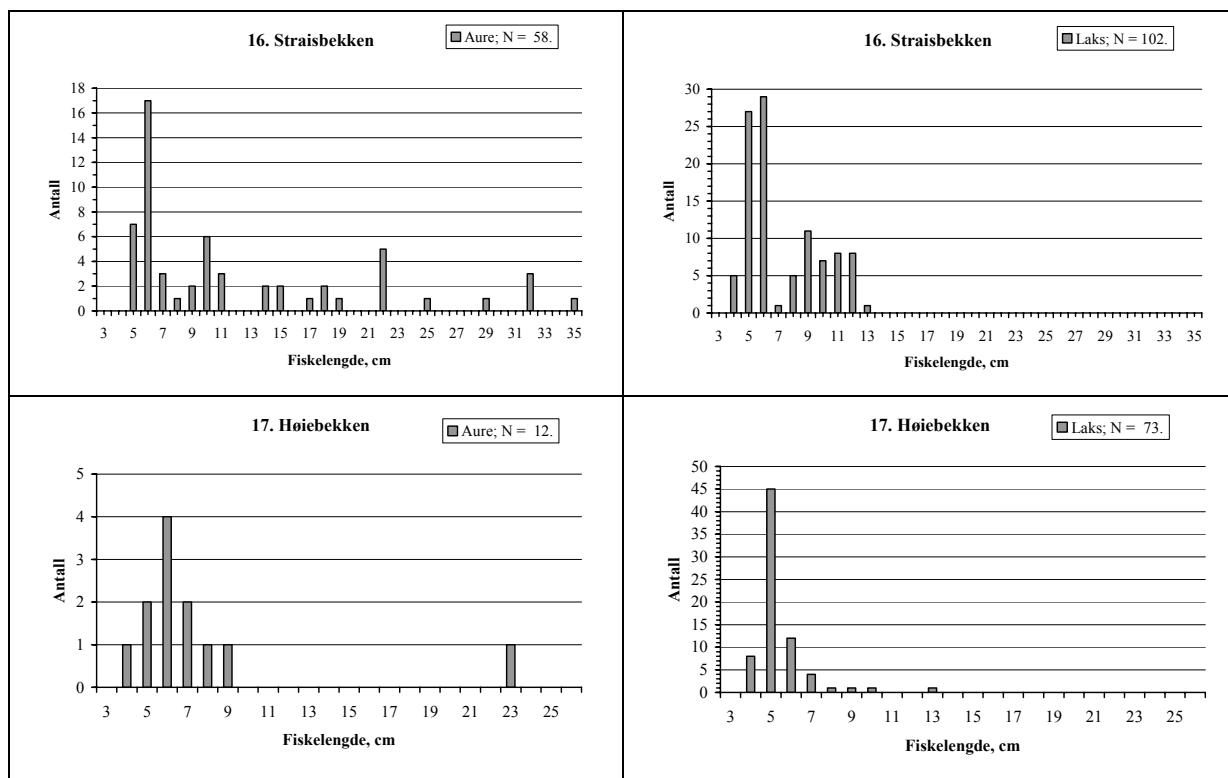 16. Straisbekken
Aure; N = 58.
18
16
14
12
10
8
6
4
2
0
Antall
3 5 7 9 11 13 15 17 19 21 23 25 27 29 31 33 35
Fiskelengde, cm
16. Straisbekken
Laks; N = 102.
30
25
20
15
10
5
0
Antall
3 5 7 9 11 13 15 17 19 21 23 25 27 29 31 33 35
Fiskelengde, cm
17. Høiebekken
Aure; N = 12.
5
4
3
2
1
0
Antall
3 5 7 9 11 13 15 17 19 21 23 25
Fiskelengde, cm
17. Høiebekken
Laks; N = 73.
50
45
40
35
30
25
20
15
10
5
0
Antall
3 5 7 9 11 13 15 17 19 21 23 25
Fiskelengde, cm